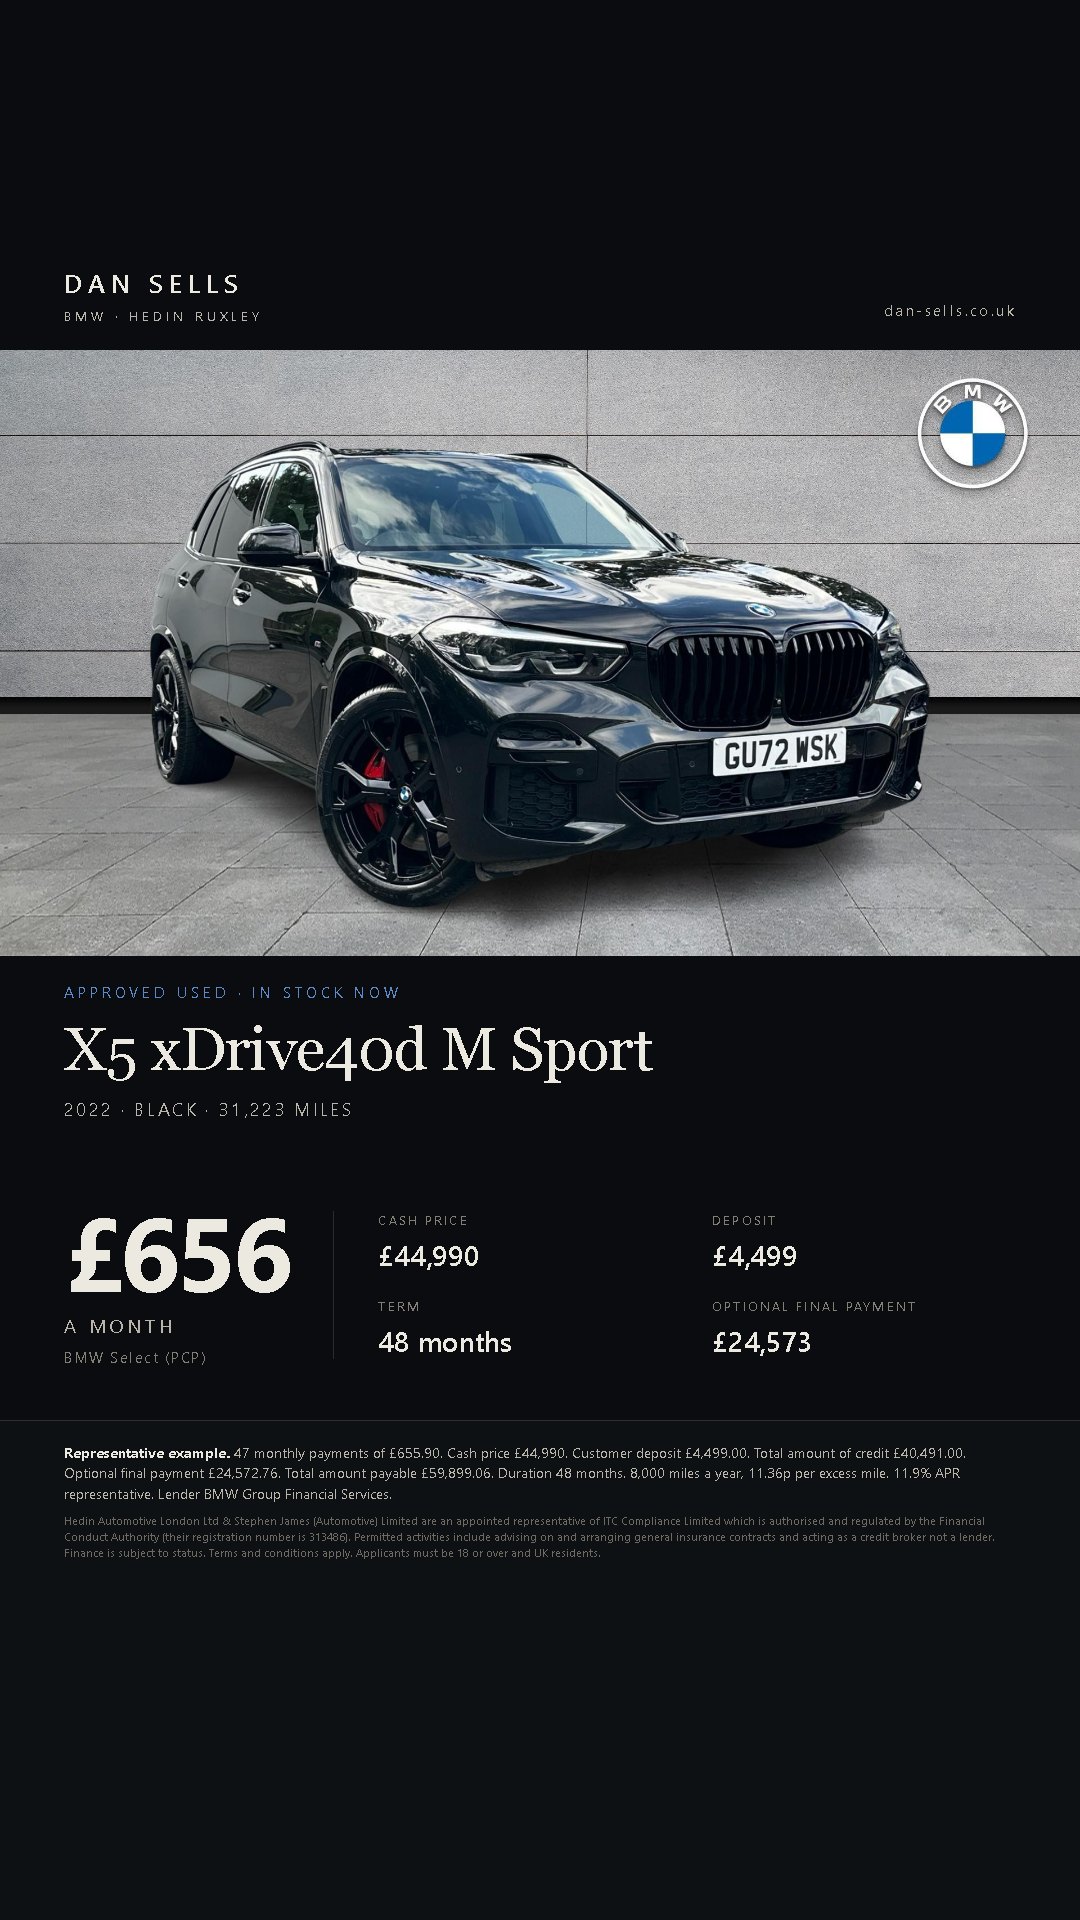 DAN SELLS
BMW · HEDIN RUXLEY
dan-sells.co.uk
BMW
GU72 WSK
APPROVED USED · IN STOCK NOW
X5 xDrive40d M Sport
2022 · BLACK · 31,223 MILES
£656
A MONTH
BMW Select (PCP)
CASH PRICE
£44,990
DEPOSIT
£4,499
TERM
48 months
OPTIONAL FINAL PAYMENT
£24,573
Representative example. 47 monthly payments of £655.90. Cash price £44,990. Customer deposit £4,499.00. Total amount of credit £40,491.00.
Optional final payment £24,572.76. Total amount payable £59,899.06. Duration 48 months. 8,000 miles a year, 11.36p per excess mile. 11.9% APR
representative. Lender BMW Group Financial Services.
Hedin Automotive London Ltd & Stephen James (Automotive) Limited are an appointed representative of ITC Compliance Limited which is authorised and regulated by the Financial
Conduct Authority (their registration number is 313486). Permitted activities include advising on and arranging general insurance contracts and acting as a credit broker not a lender.
Finance is subject to status. Terms and conditions apply. Applicants must be 18 or over and UK residents.